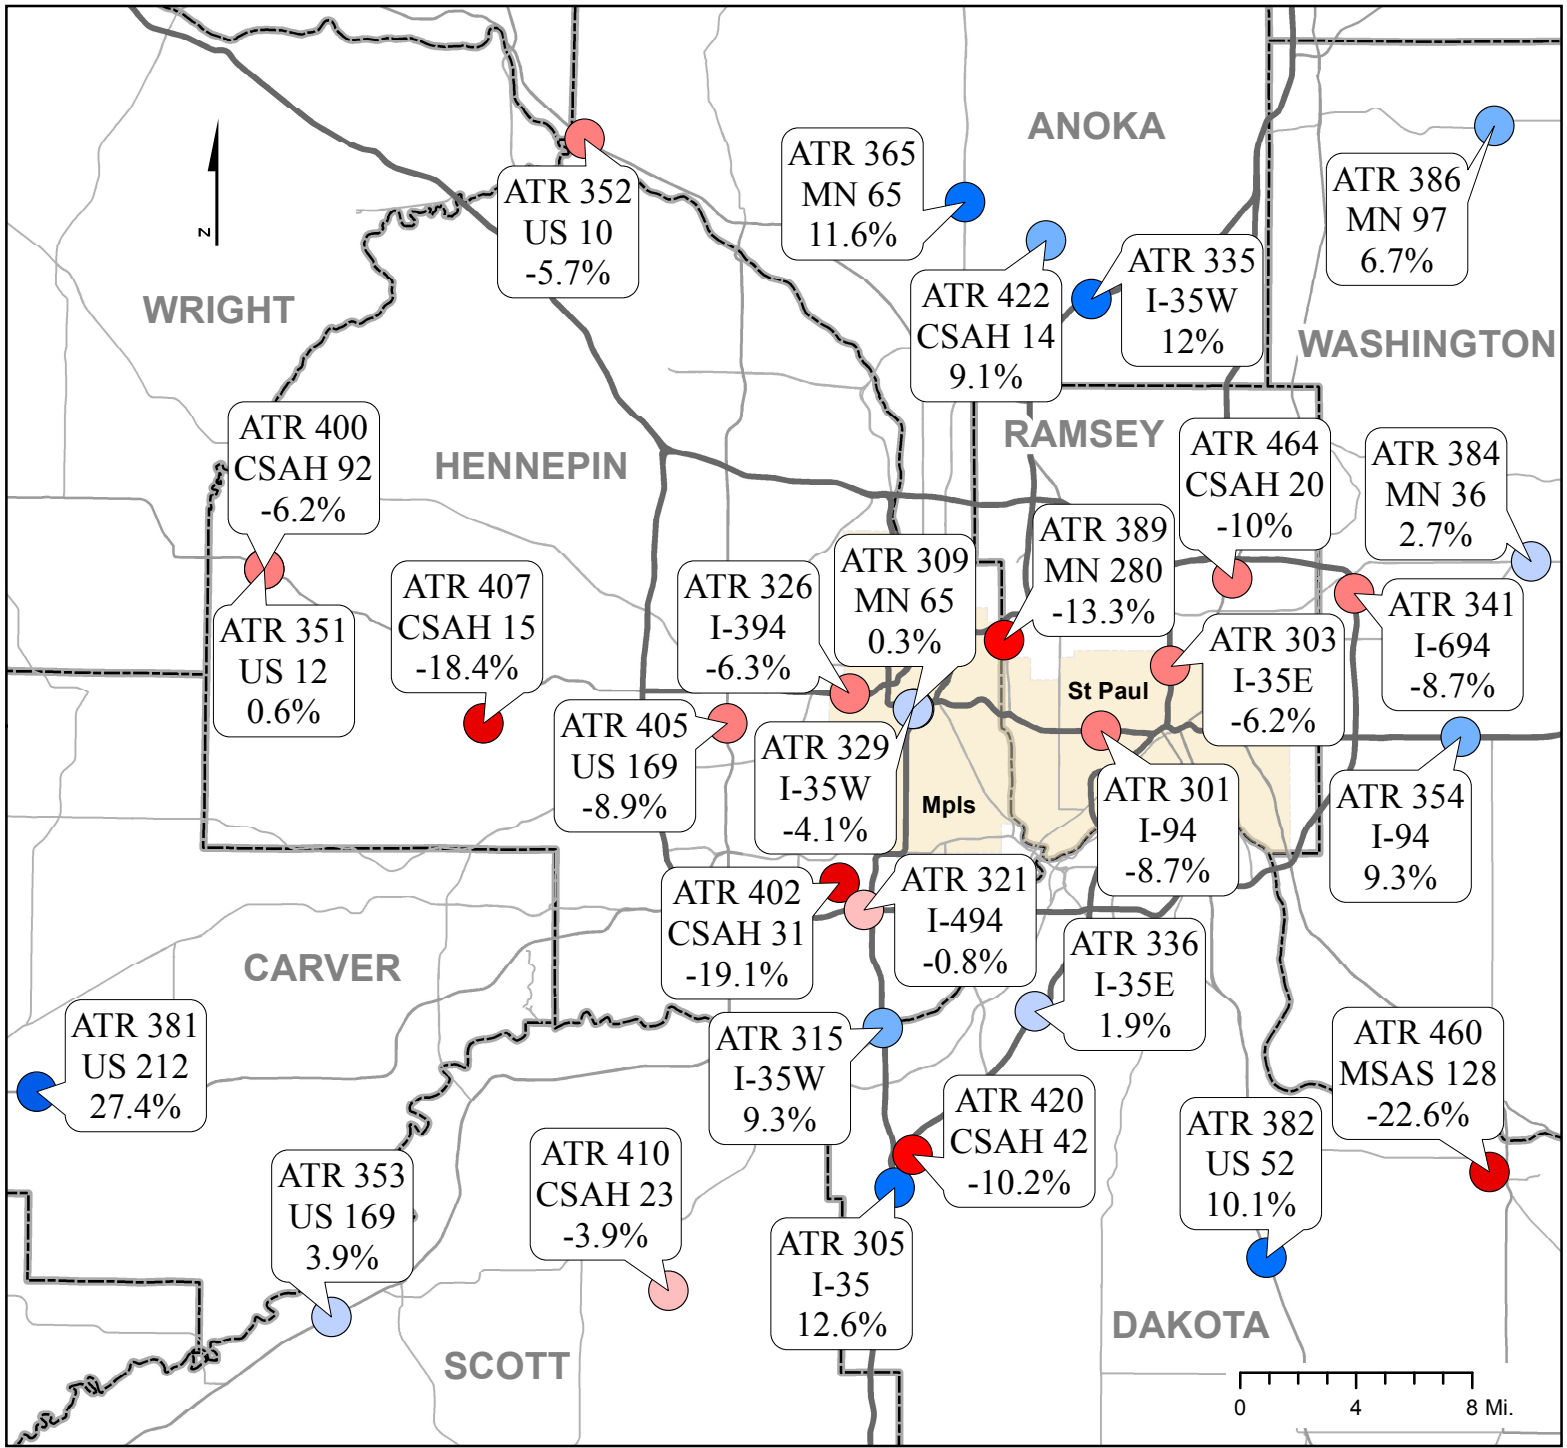 ANOKA
ATR 365
MN 65
11.6%
ATR 386
MN 97
6.7%
ATR 352
US 10
-5.7%
N
ATR 335
I-35W
12%
ATR 422
CSAH 14
9.1%
WRIGHT
WASHINGTON
ATR 400
CSAH 92
-6.2%
HENNEPIN
RAMSEY
ATR 464
CSAH 20
-10%
ATR 384
MN 36
2.7%
ATR 389
MN 280
-13.3%
ATR 309
MN 65
0.3%
ATR 326
I-394
-6.3%
ATR 407
CSAH 15
-18.4%
ATR 351
US 12
0.6%
ATR 341
I-694
-8.7%
ATR 303
I-35E
-6.2%
St Paul
ATR 405
US 169
-8.9%
ATR 329
I-35W
-4.1%
Mpls
ATR 301
I-94
-8.7%
ATR 354
I-94
9.3%
ATR 402
CSAH 31
-19.1%
ATR 321
I-494
-0.8%
ATR 336
I-35E
1.9%
CARVER
ATR 381
US 212
27.4%
ATR 315
I-35W
9.3%
ATR 460
MSAS 128
-22.6%
ATR 420
CSAH 42
-10.2%
ATR 382
US 52
10.1%
ATR 410
CSAH 23
-3.9%
ATR 353
US 169
3.9%
ATR 305
I-35
12.6%
DAKOTA
SCOTT
0 4 8 Mi.